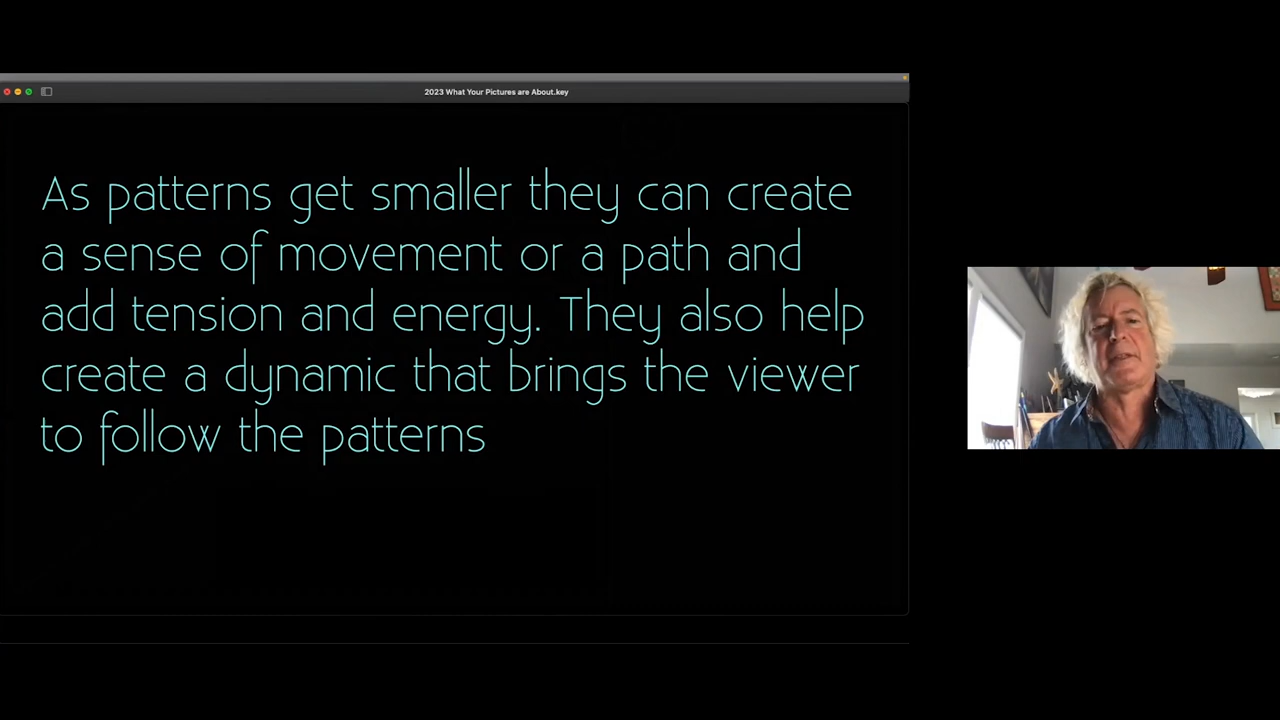 2023 What Your Pictures are About.key
As patterns get smaller they can create
a sense of movement or a path and
add tension and energy. They also help
create a dynamic that brings the viewer
to follow the patterns